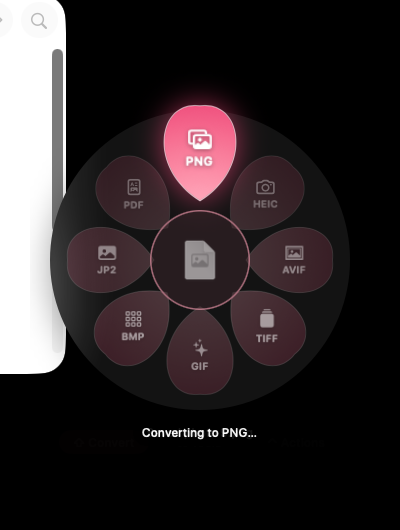 PNG
PDF
HEIC
JP2
AVIF
BMP
TIFF
GIF
Converting to PNG...